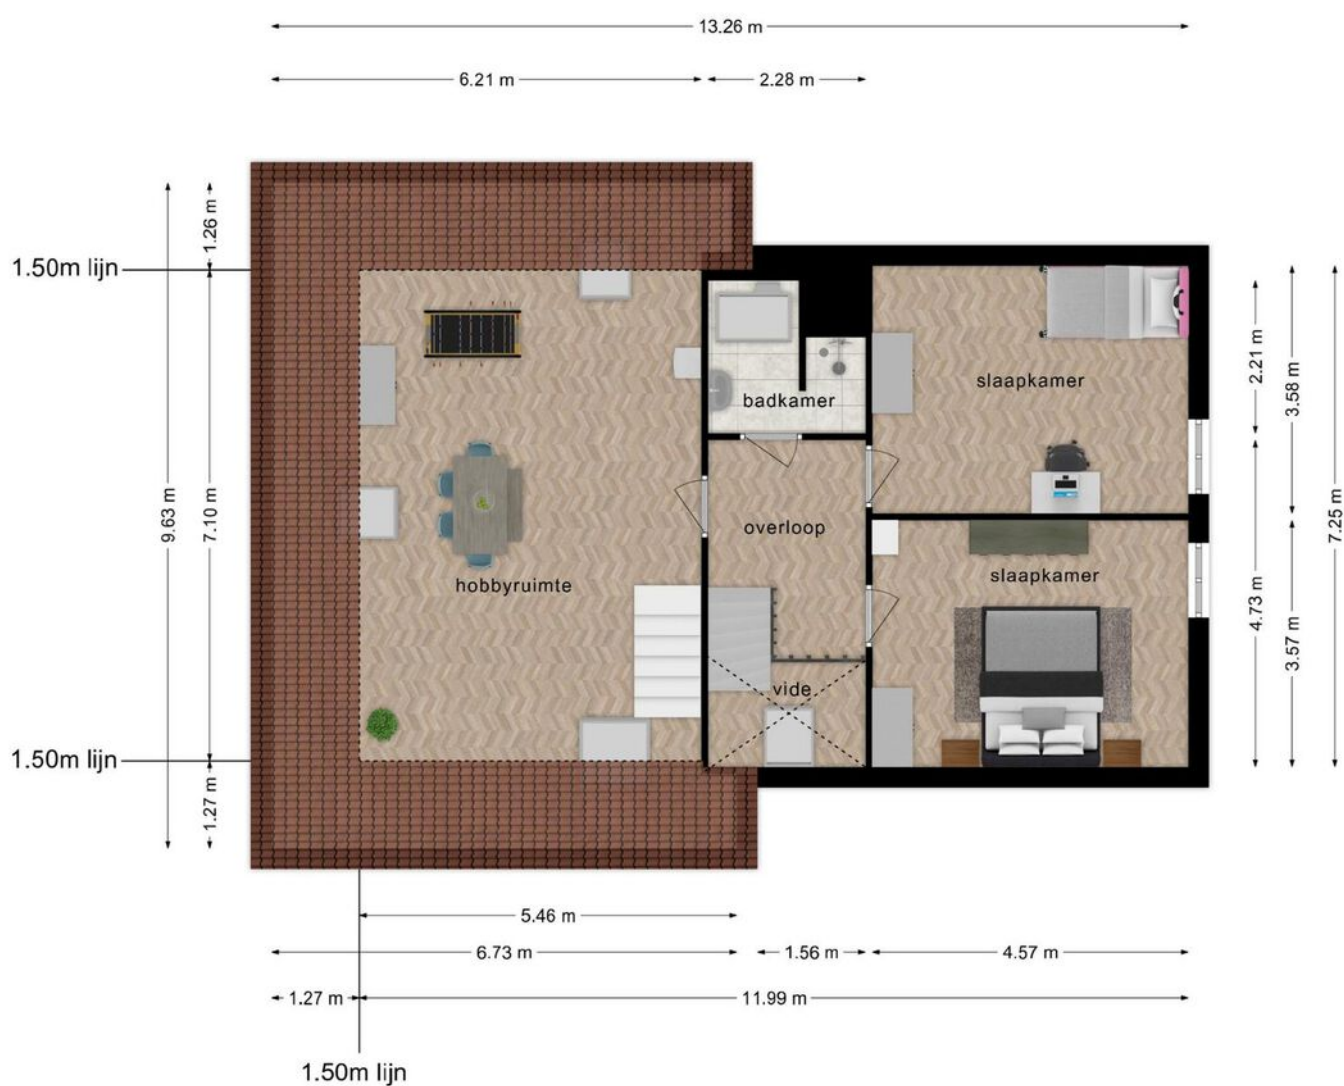 13.26 m
6.21 m
2.28 m
1.26 m
1.50m lijn
2.21 m
3.58 m
slaapkamer
badkamer
9.63 m
7.10 m
7.25 m
overloop
hobbyruimte
slaapkamer
4.73 m
3.57 m
vide
1.50m lijn
1.27 m
5.46 m
6.73 m
1.56 m
4.57 m
1.27 m
11.99 m
1.50m lijn